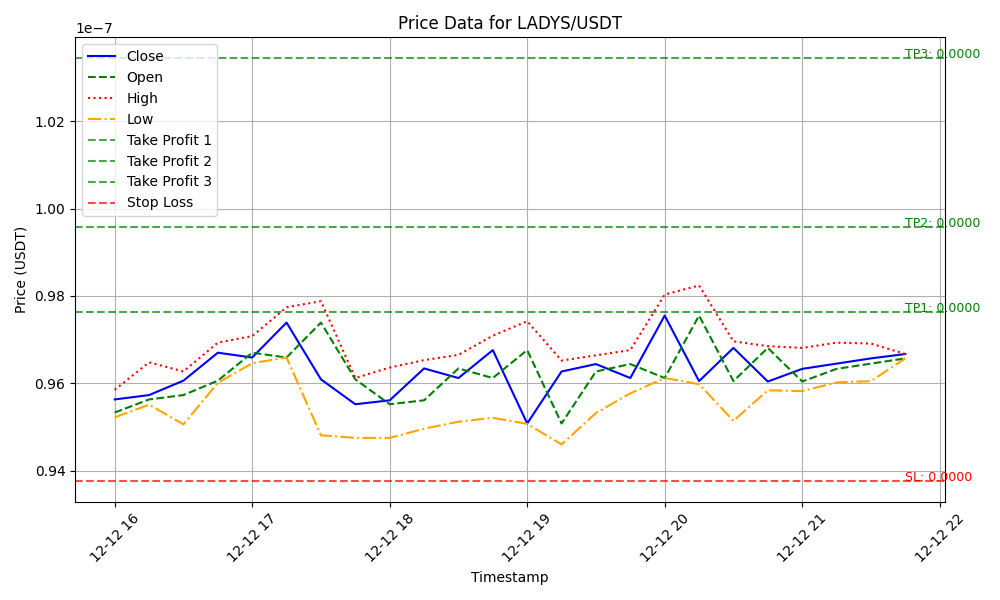 Price Data for LADYS/USDT
1e−7
Close
Open
High
Low
Take Profit 1
Take Profit 2
Take Profit 3
Stop Loss
TP3: 0.0000
TP2: 0.0000
TP1: 0.0000
SL: 0.0000
1.02
1.00
0.98
0.96
0.94
Price (USDT)
12-12 16
12-12 17
12-12 18
12-12 19
12-12 20
12-12 21
12-12 22
Timestamp